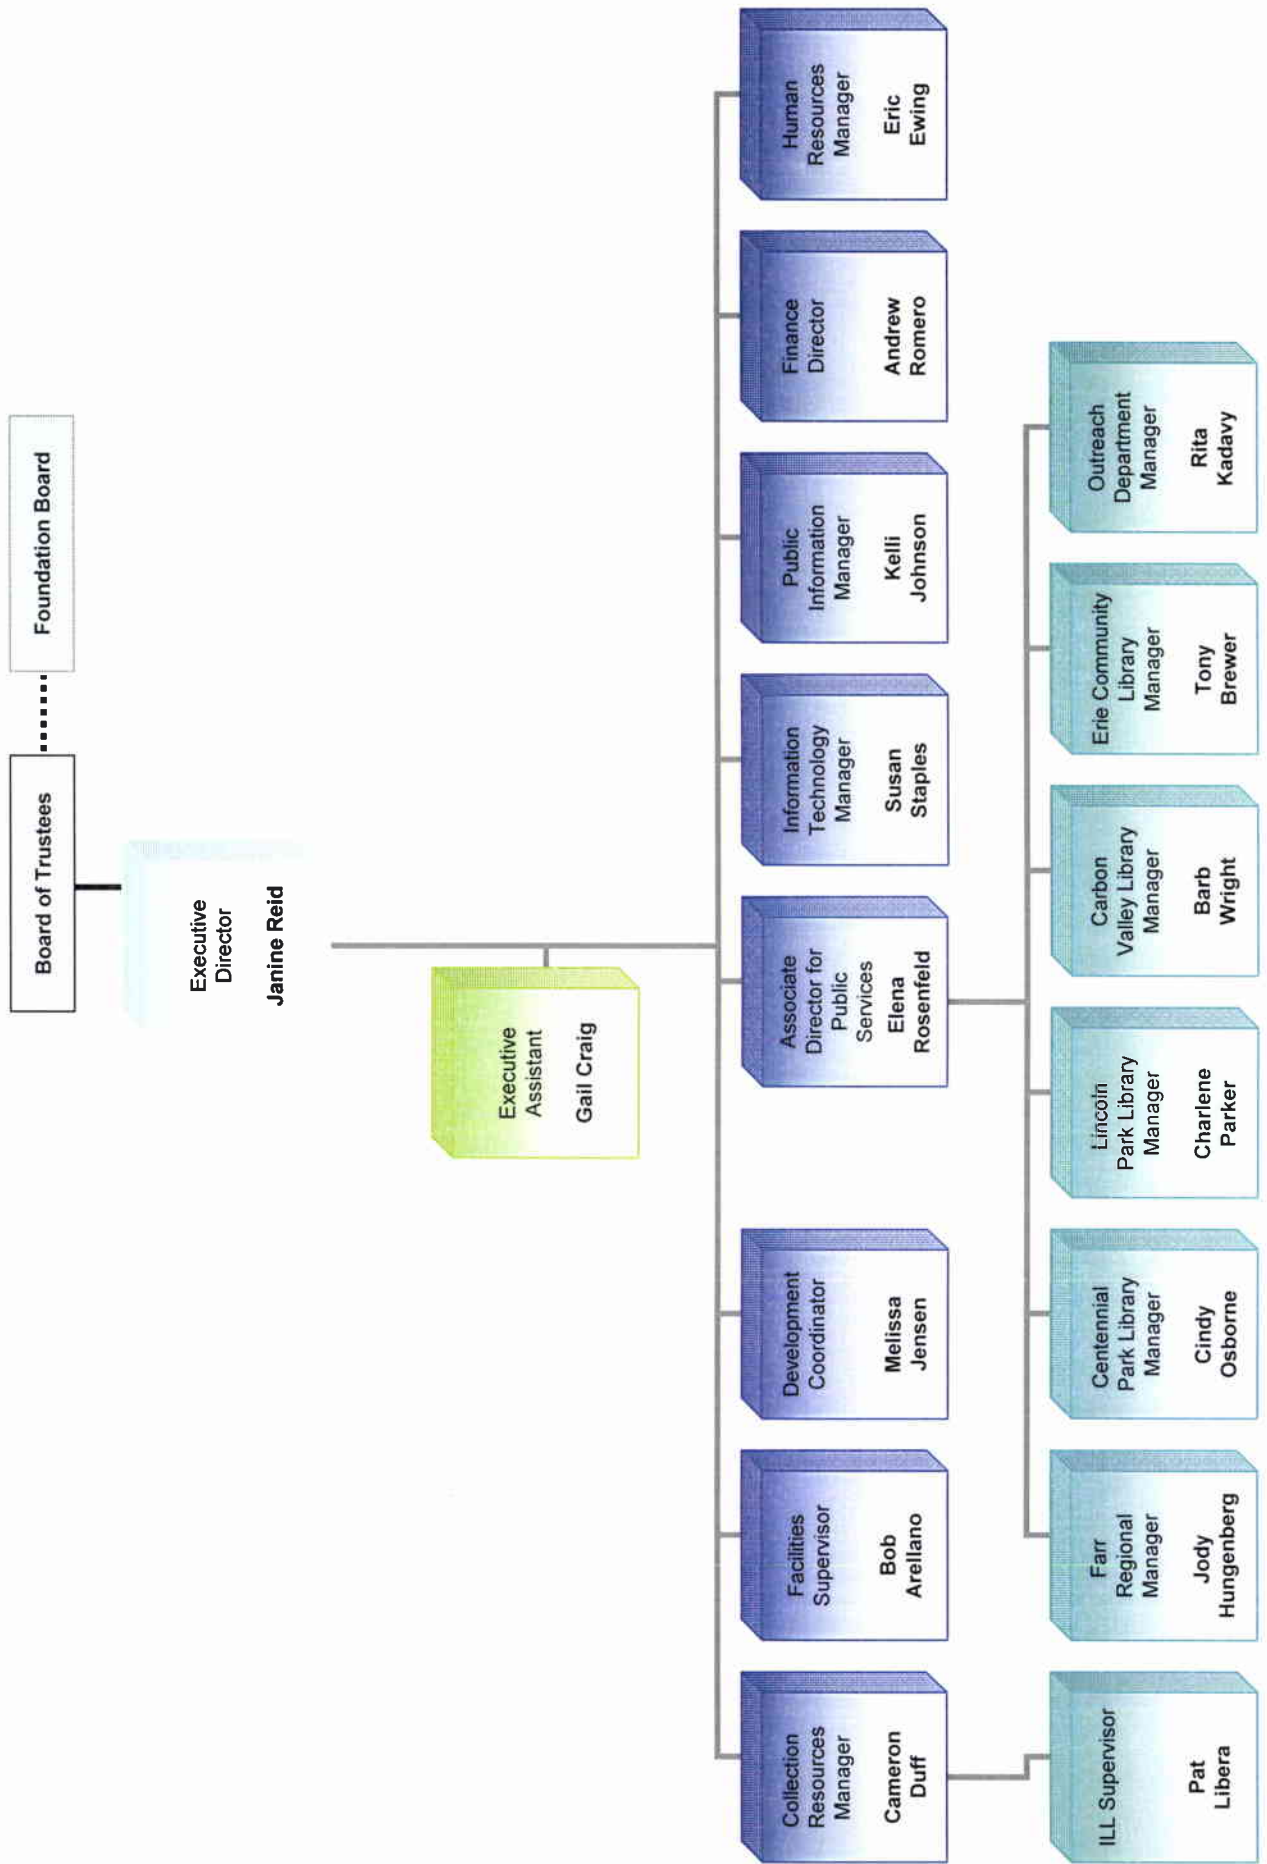 Board of Trustees
Foundation Board
Executive
Director
Janine Reid
Executive
Assistant
Gail Craig
Collection
Resources
Manager
Cameron
Duff
Facilities
Supervisor
Bob
Arellano
Development
Coordinator
Melissa
Jensen
Associate
Director for
Public
Services
Elena
Rosenfeld
Information
Technology
Manager
Susan
Staples
Public
Information
Manager
Kelli
Johnson
Finance
Director
Andrew
Romero
Human
Resources
Manager
Eric
Ewing
ILL Supervisor
Pat
Libera
Farr
Regional
Manager
Jody
Hungenberg
Centennial
Park Library
Manager
Cindy
Osborne
Lincoln
Park Library
Manager
Charlene
Parker
Carbon
Valley Library
Manager
Barb
Wright
Erie Community
Library
Manager
Tony
Brewer
Outreach
Department
Manager
Rita
Kadavy